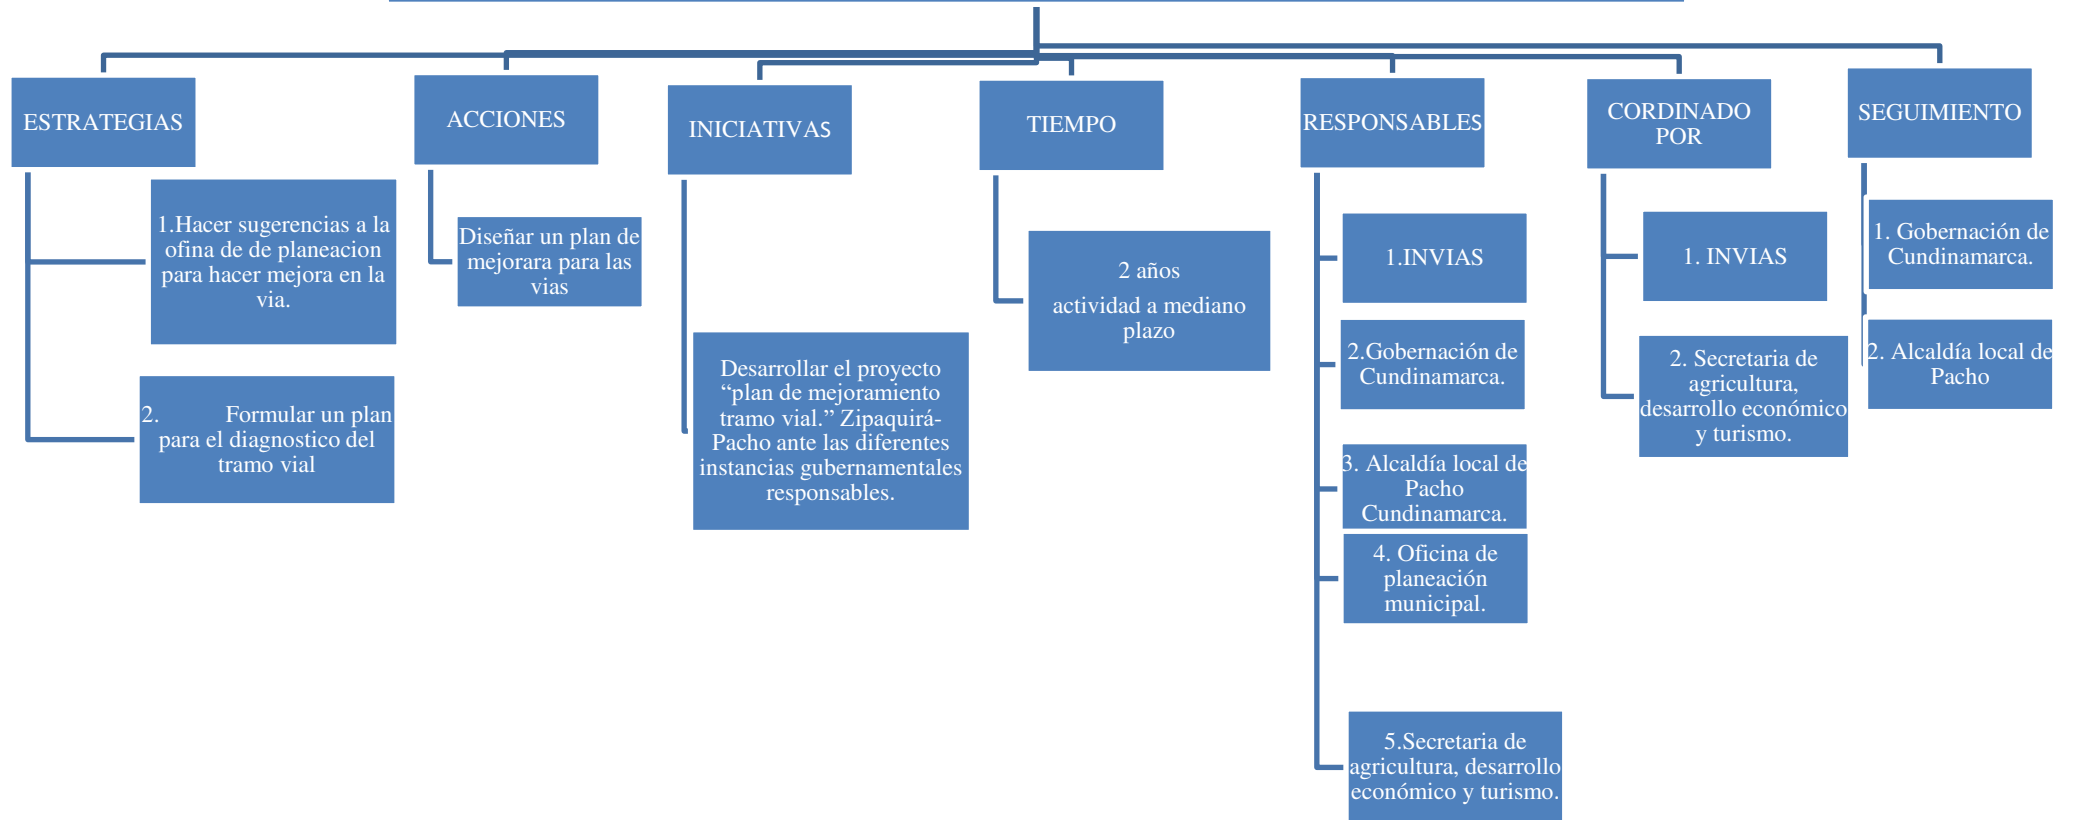 ESTRATEGIAS
1.Hacer sugerencias a la
ofina de de planeacion
para hacer mejora en la
via.
2. Formular un plan
para el diagnostico del
tramo vial
ACCIONES
Diseñar un plan de
mejorara para las
vias
INICIATIVAS
Desarrollar el proyecto
“plan de mejoramiento
tramo vial.” Zipaquirá-
Pacho ante las diferentes
instancias gubernamentales
responsables.
TIEMPO
2 años
actividad a mediano
plazo
RESPONSABLES
1.INVIAS
2.Gobernación de
Cundinamarca.
3. Alcaldía local de
Pacho
Cundinamarca.
4. Oficina de
planeación
municipal.
5.Secretaria de
agricultura, desarrollo
económico y turismo.
CORDINADO
POR
1. INVIAS
2. Secretaria de
agricultura,
desarrollo económico
y turismo.
SEGUIMIENTO
1. Gobernación de
Cundinamarca.
2. Alcaldía local de
Pacho